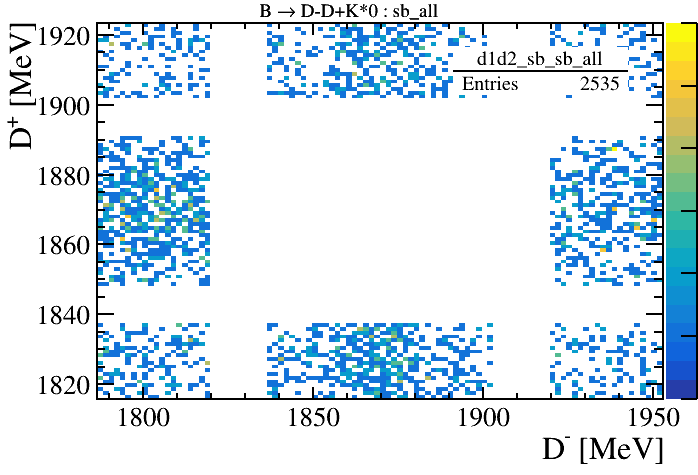 B → D-D+K*0 : sb_all
d1d2_sb_sb_all
Entries 2535
D⁺ [MeV]
1920
1900
1880
1860
1840
1820
1800 1850 1900 1950
D⁻ [MeV]